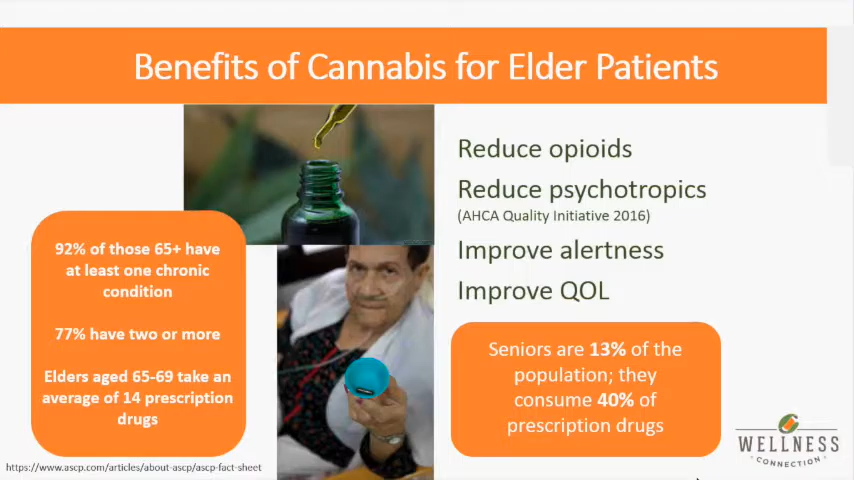 Benefits of Cannabis for Elder Patients
Reduce opioids
Reduce psychotropics
(AHCA Quality Initiative 2016)
Improve alertness
Improve QOL
92% of those 65+ have
at least one chronic
condition
77% have two or more
Elders aged 65-69 take an
average of 14 prescription
drugs
Seniors are 13% of the
population; they
consume 40% of
prescription drugs
https://www.ascp.com/articles/about-ascp/ascp-fact-sheet
WELLNESS
CONNECTION